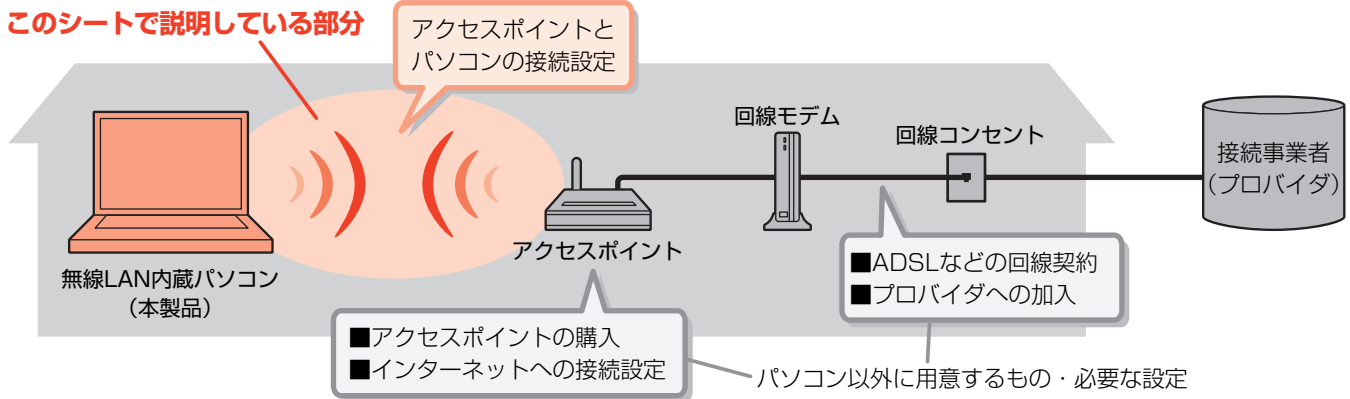 このシートで説明している部分
アクセスポイントと
パソコンの接続設定
回線モデム
回線コンセント
接続事業者
(プロバイダ)
アクセスポイント
無線LAN内蔵パソコン
(本製品)
■ADSLなどの回線契約
■プロバイダへの加入
■アクセスポイントの購入
■インターネットへの接続設定
パソコン以外に用意するもの・必要な設定